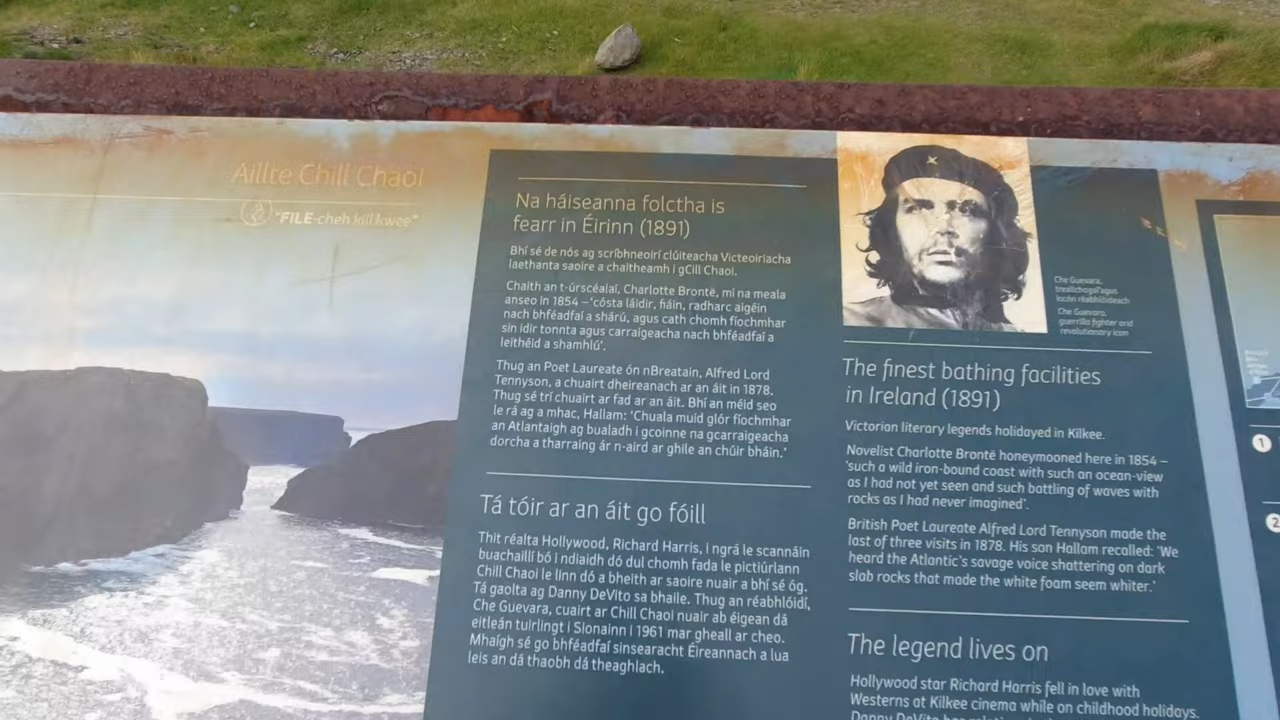 Aillte Chill Chaoi
"FILE-cheh kill kwee"
Na háiseanna folctha is
fearr in Éirinn (1891)
Bhí sé de nós ag scríbhneoirí clúiteacha Victeoiriacha
laethanta saoire a chaitheamh i gCill Chaoi.
Chaith an t-úrscéalaí, Charlotte Brontë, mí na meala
anseo in 1854 – 'cósta láidir, fiáin, radharc aigéin
nach bhféadfaí a shárú, agus cath chomh fíochmhar
sin idir tonnta agus carraigeacha nach bhféadfaí a
leithéid a shamhlú'.
Thug an Poet Laureate ón nBreatain, Alfred Lord
Tennyson, a chuairt dheireanach ar an áit in 1878.
Thug sé trí chuairt ar fad ar an áit. Bhí an méid seo
le rá ag a mhac, Hallam: 'Chuala muid glór fíochmhar
an Atlantaigh ag bualadh i gcoinne na gcarraigeacha
dorcha a tharraing ár n-aird ar ghile an chúir bháin.'
Tá tóir ar an áit go fóill
Thit réalta Hollywood, Richard Harris, i ngrá le scannáin
buachaillí bó i ndiaidh dó dul chomh fada le pictiúrlann
Chill Chaoi le linn dó a bheith ar saoire nuair a bhí sé óg.
Tá gaolta ag Danny DeVito sa bhaile. Thug an réabhlóidí,
Che Guevara, cuairt ar Chill Chaoi nuair ab éigean dá
eitleán tuirlingt i Sionainn i 1961 mar gheall ar cheo.
Mhaígh sé go bhféadfaí sinsearacht Éireannach a lua
leis an dá thaobh dá theaghlach.
Che Guevara,
treallchogaí agus
íocón réabhlóideach
Che Guevara,
guerrilla fighter and
revolutionary icon
The finest bathing facilities
in Ireland (1891)
Victorian literary legends holidayed in Kilkee.
Novelist Charlotte Brontë honeymooned here in 1854 –
'such a wild iron-bound coast with such an ocean-view
as I had not yet seen and such battling of waves with
rocks as I had never imagined'.
British Poet Laureate Alfred Lord Tennyson made the
last of three visits in 1878. His son Hallam recalled: 'We
heard the Atlantic's savage voice shattering on dark
slab rocks that made the white foam seem whiter.'
The legend lives on
Hollywood star Richard Harris fell in love with
Westerns at Kilkee cinema while on childhood holidays.
Danny DeVito has
1
2